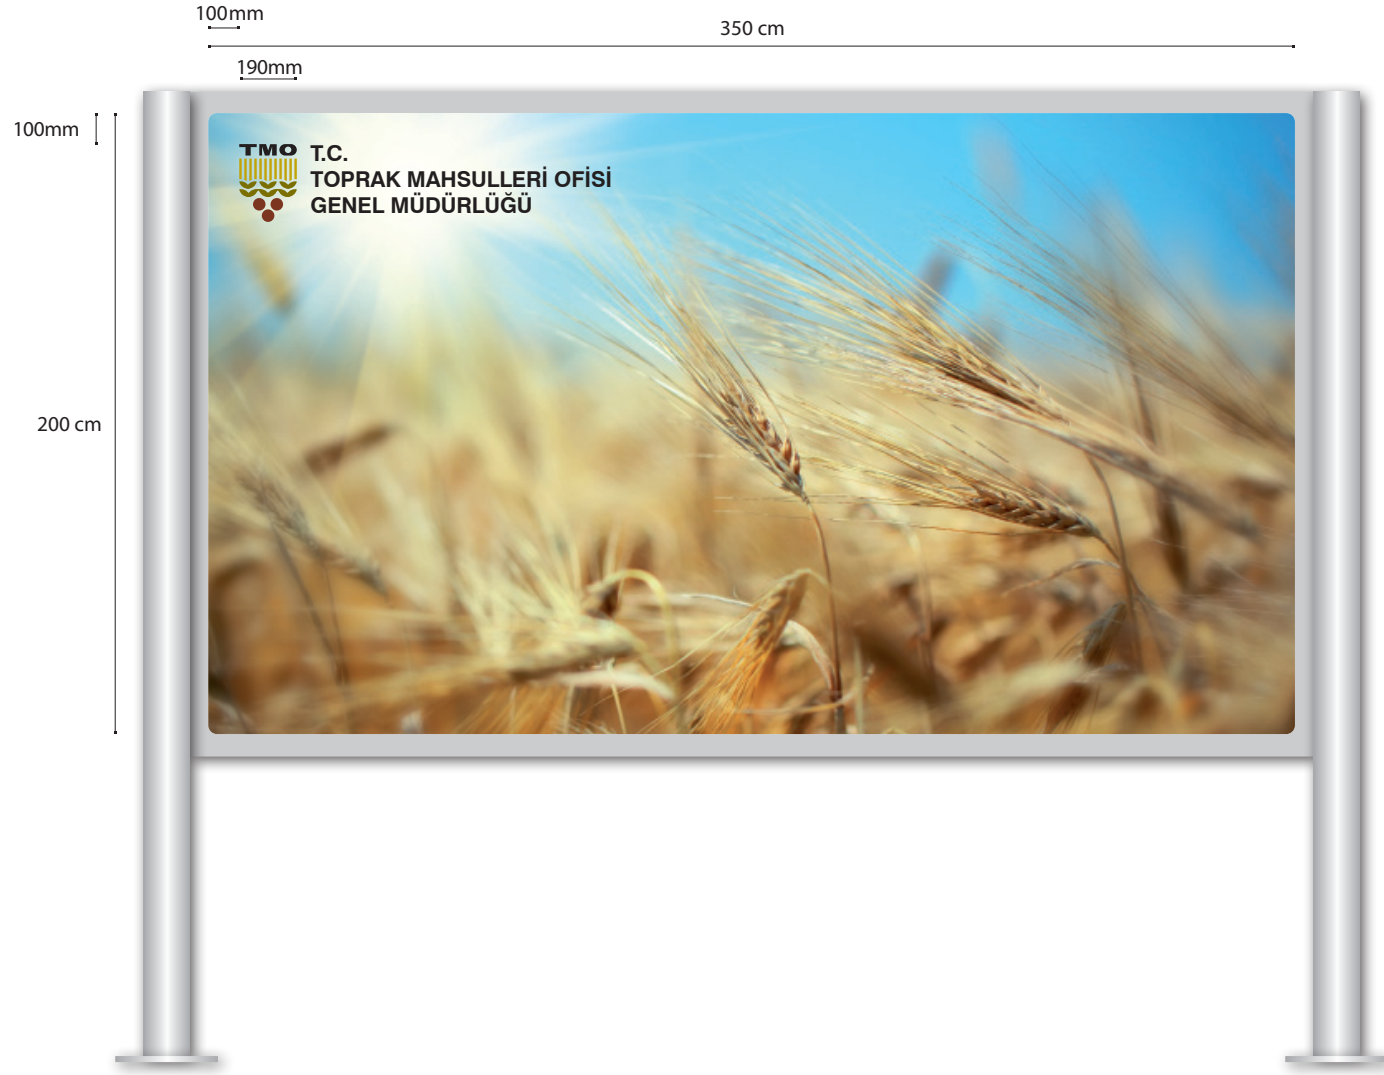 100mm
350 cm
190mm
100mm
TMO
T.C.
TOPRAK MAHSULLERİ OFİSİ
GENEL MÜDÜRLÜĞÜ
200 cm